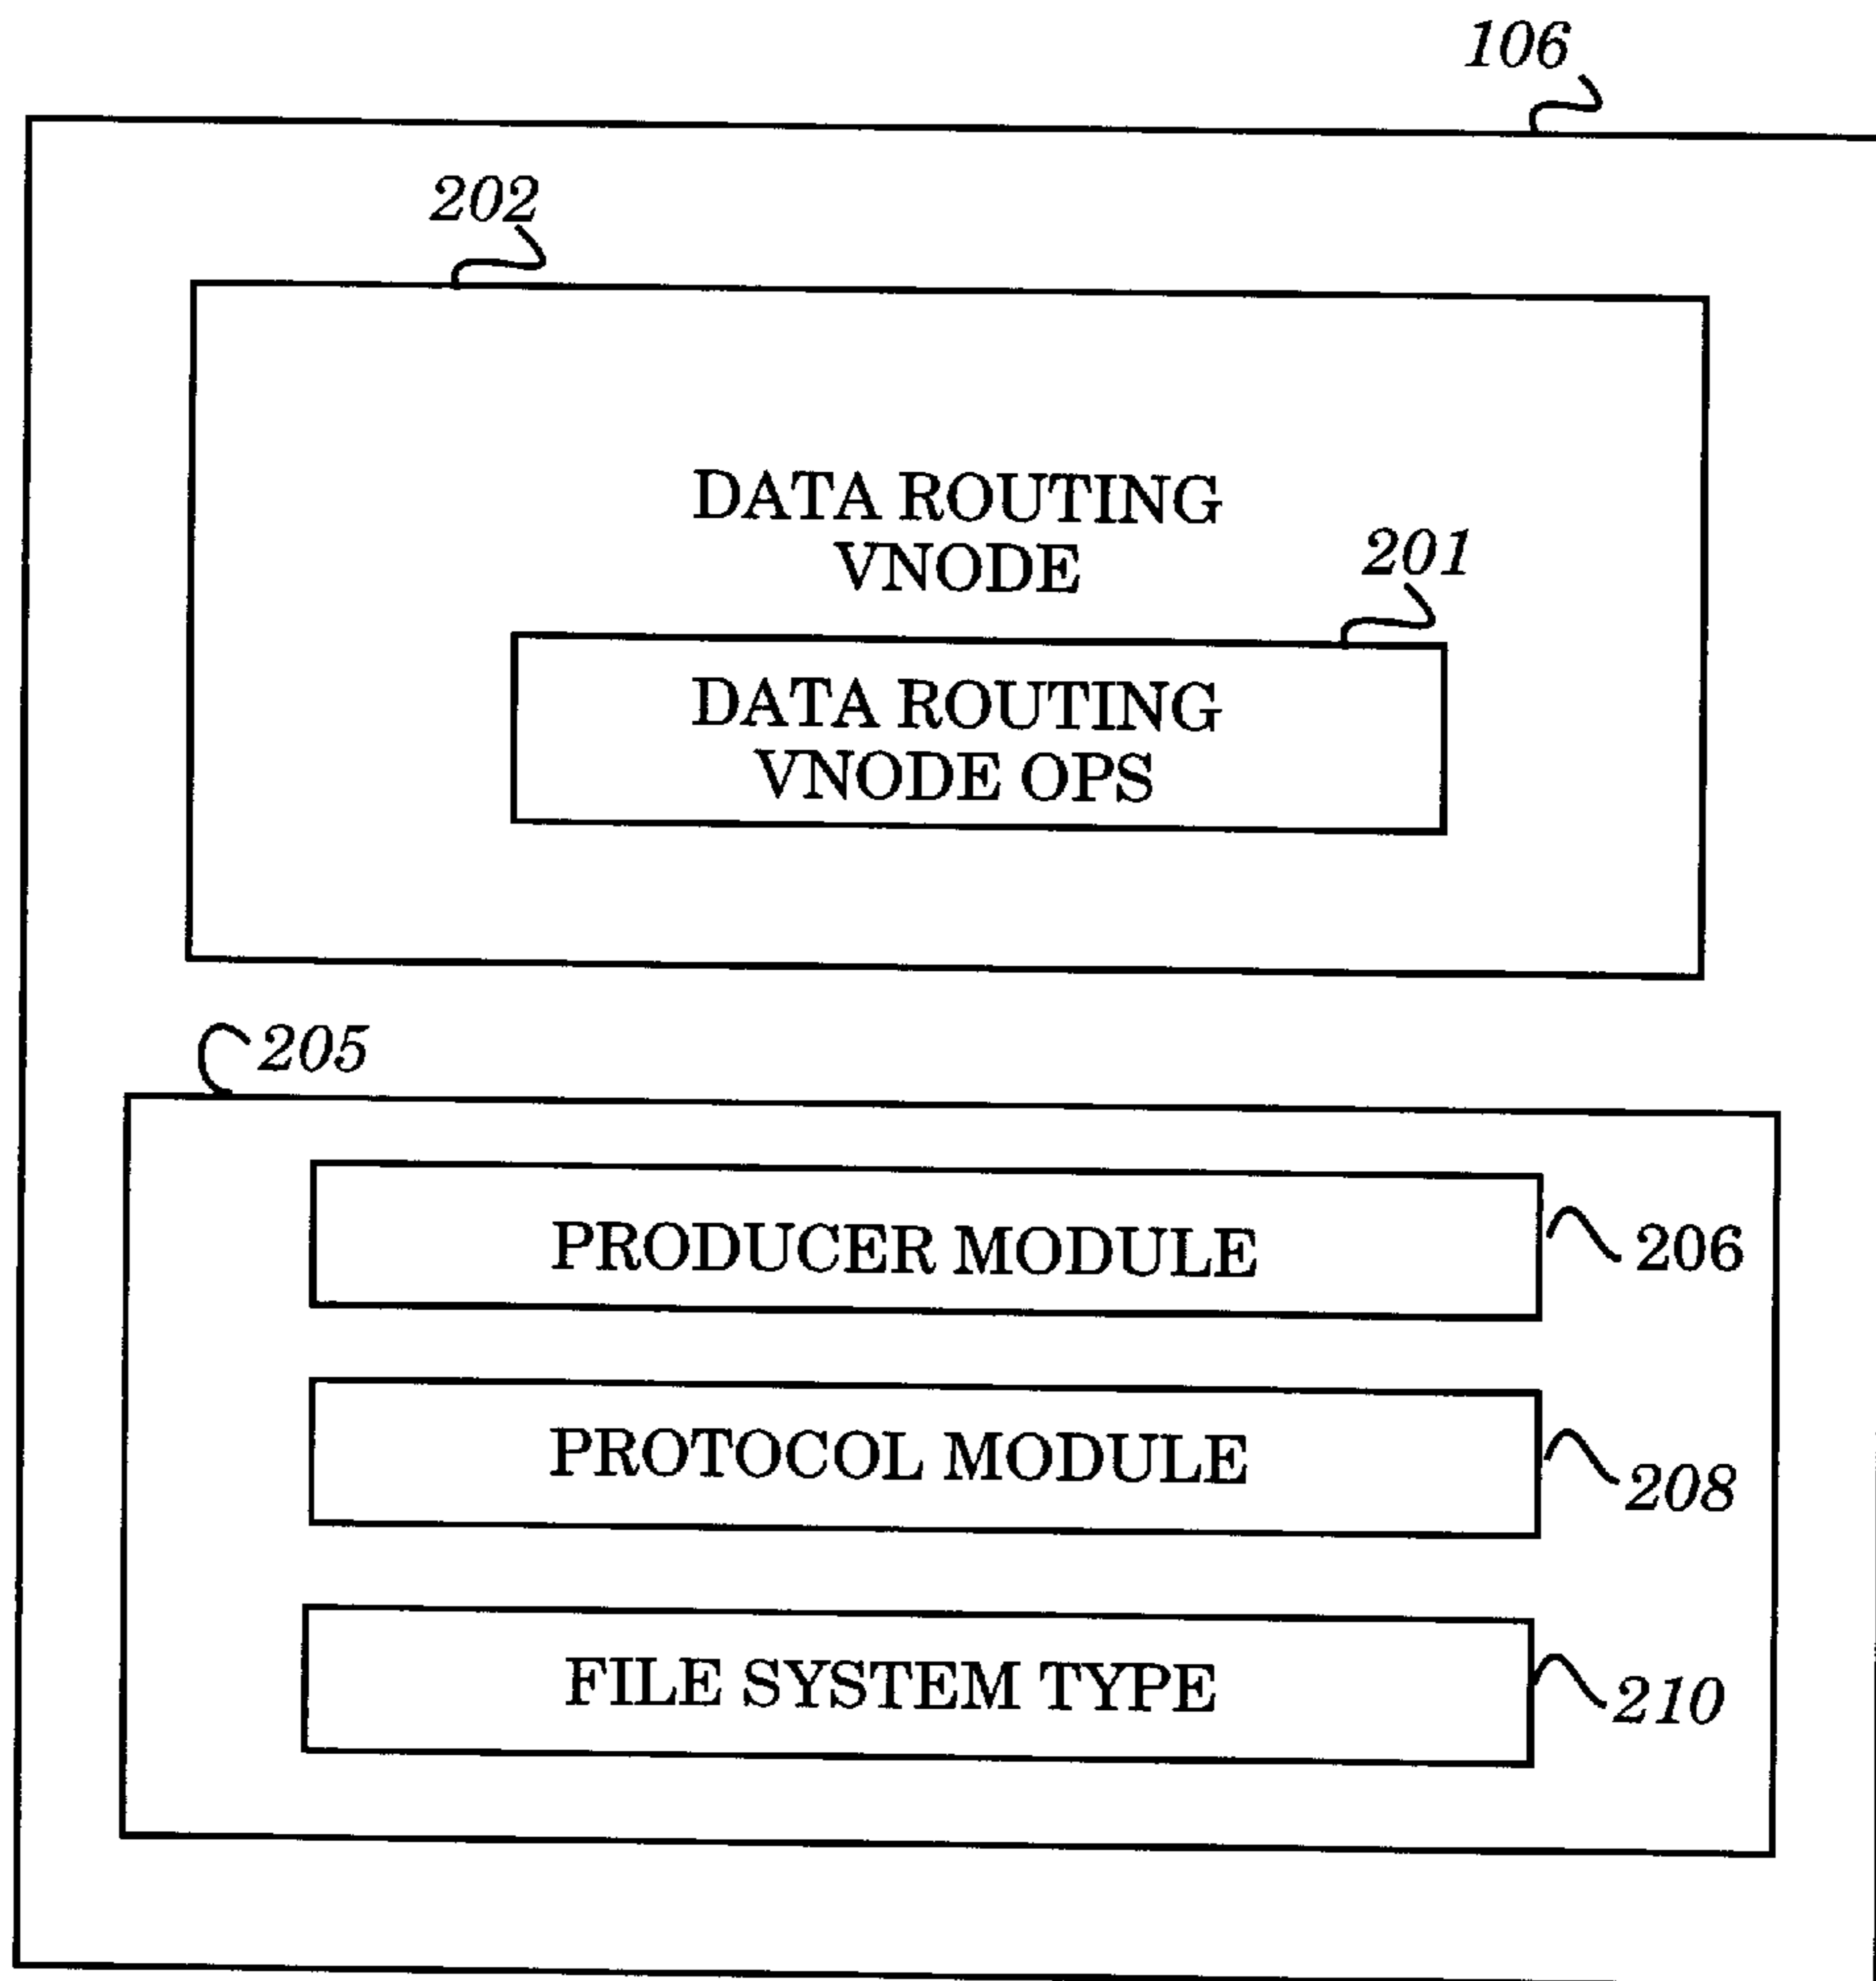 106
202
DATA ROUTING
VNODE
201
DATA ROUTING
VNODE OPS
205
PRODUCER MODULE
206
PROTOCOL MODULE
208
FILE SYSTEM TYPE
210